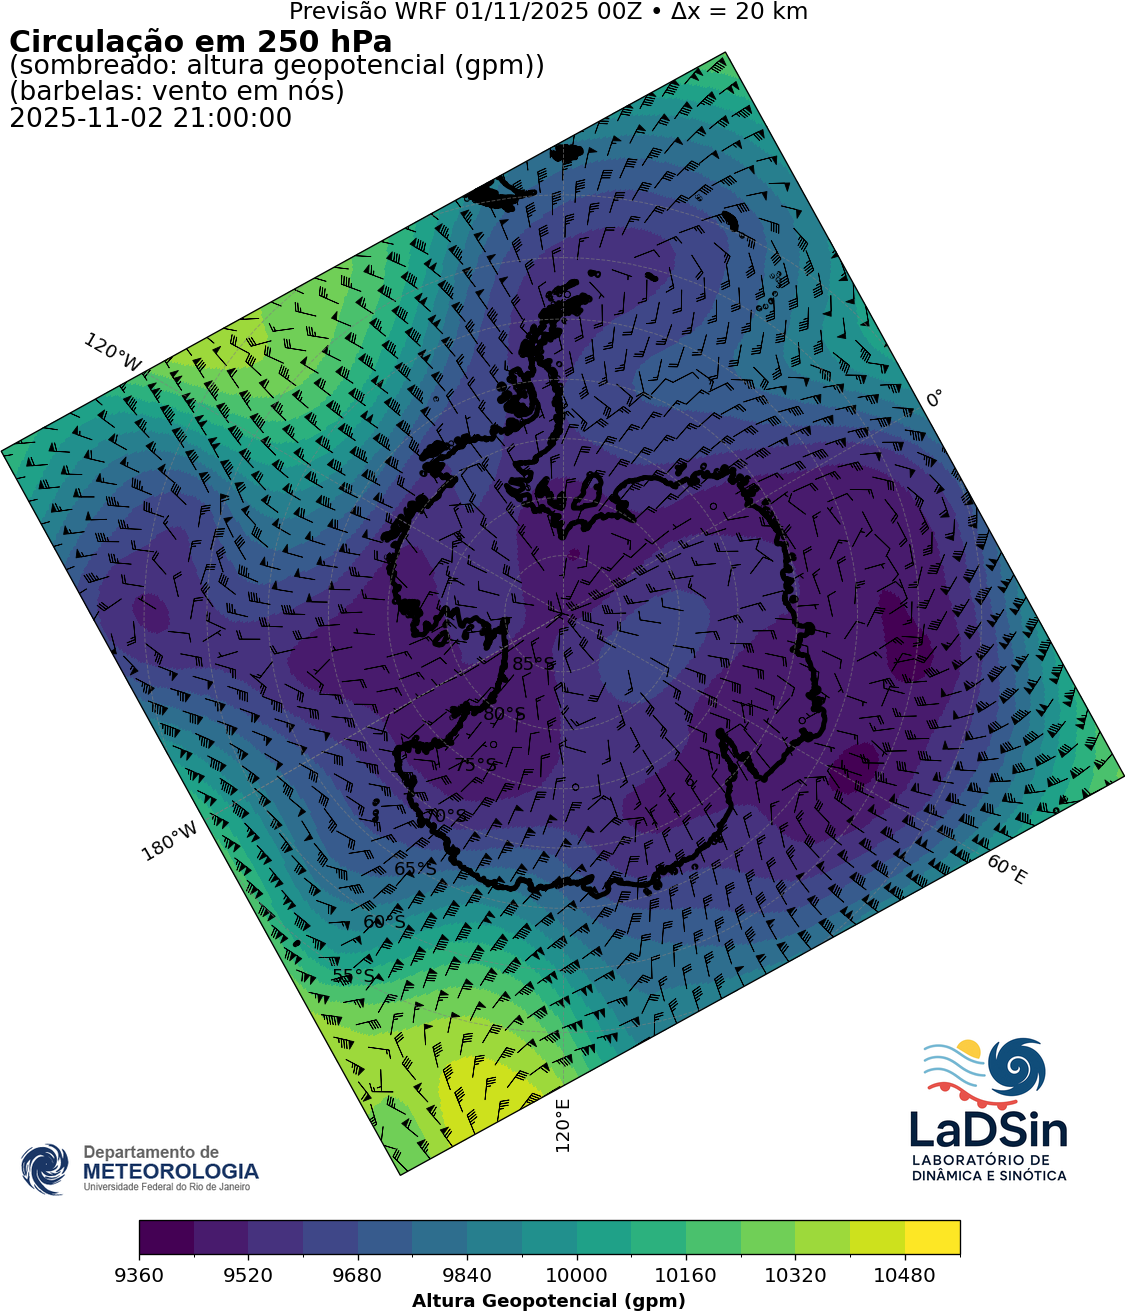 Previsão WRF 01/11/2025 00Z • Δx = 20 km
Circulação em 250 hPa
(sombreado: altura geopotencial (gpm))
(barbelas: vento em nós)
2025-11-02 21:00:00
120°W
0°
85°S
80°S
75°S
70°S
180°W
65°S
60°E
60°S
55°S
120°E
LaDSin
LABORATÓRIO DE
DINÂMICA E SINÓTICA
Departamento de
METEOROLOGIA
Universidade Federal do Rio de Janeiro
9360 9520 9680 9840 10000 10160 10320 10480
Altura Geopotencial (gpm)